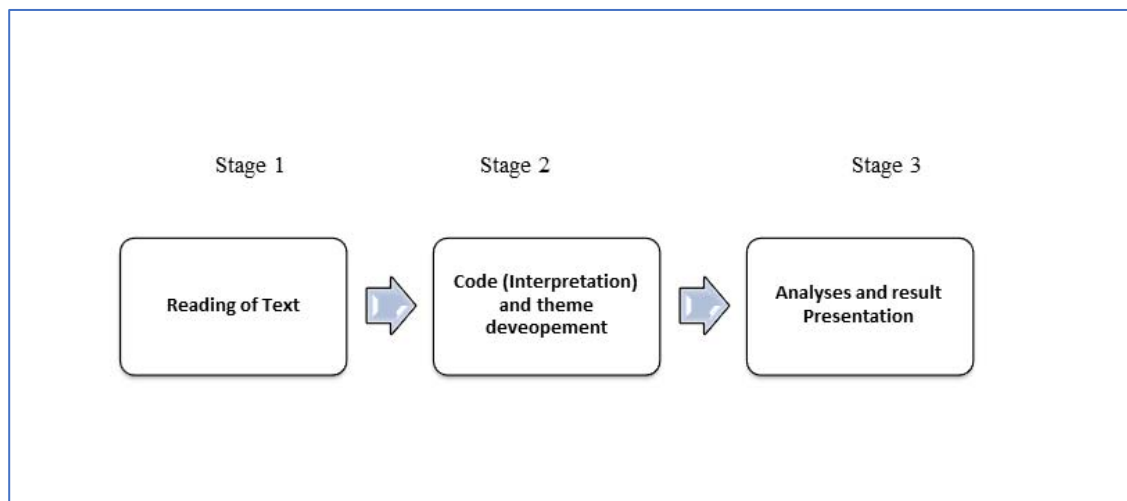 Stage 1
Stage 2
Stage 3
Reading of Text
Code (Interpretation)
and theme
deveopement
Analyses and result
Presentation